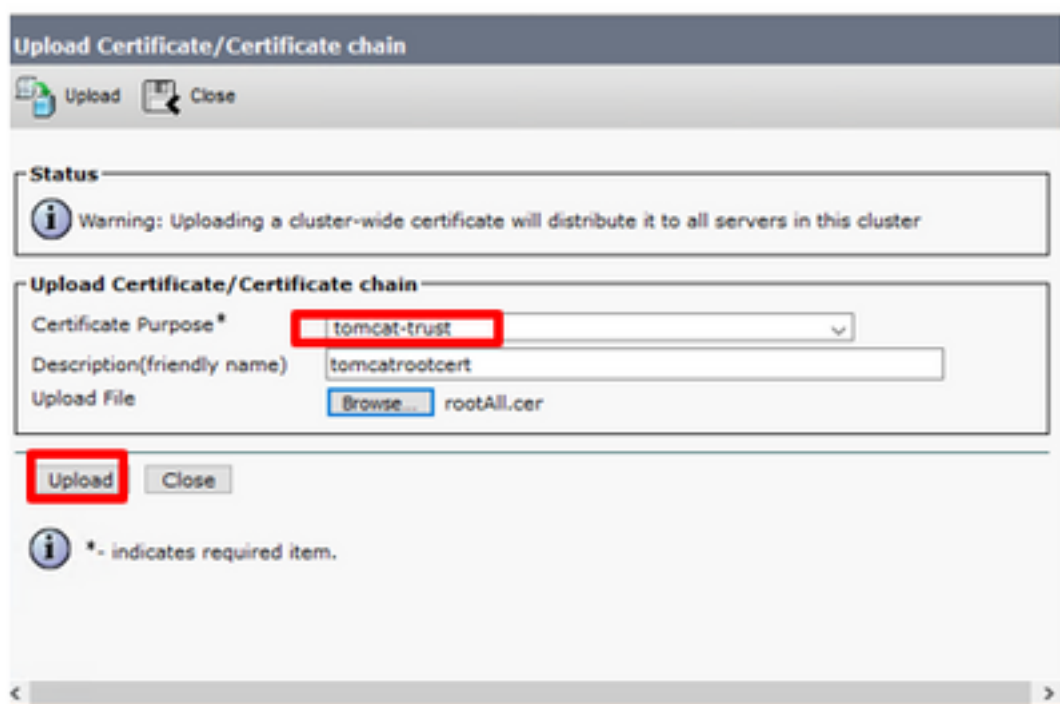 Upload Certificate/Certificate chain
Upload Close
Status
Warning: Uploading a cluster-wide certificate will distribute it to all servers in this cluster
Upload Certificate/Certificate chain
Certificate Purpose* tomcat-trust
Description(friendly name) tomcatrootcert
Upload File Browse... rootAll.cer
Upload Close
*- indicates required item.